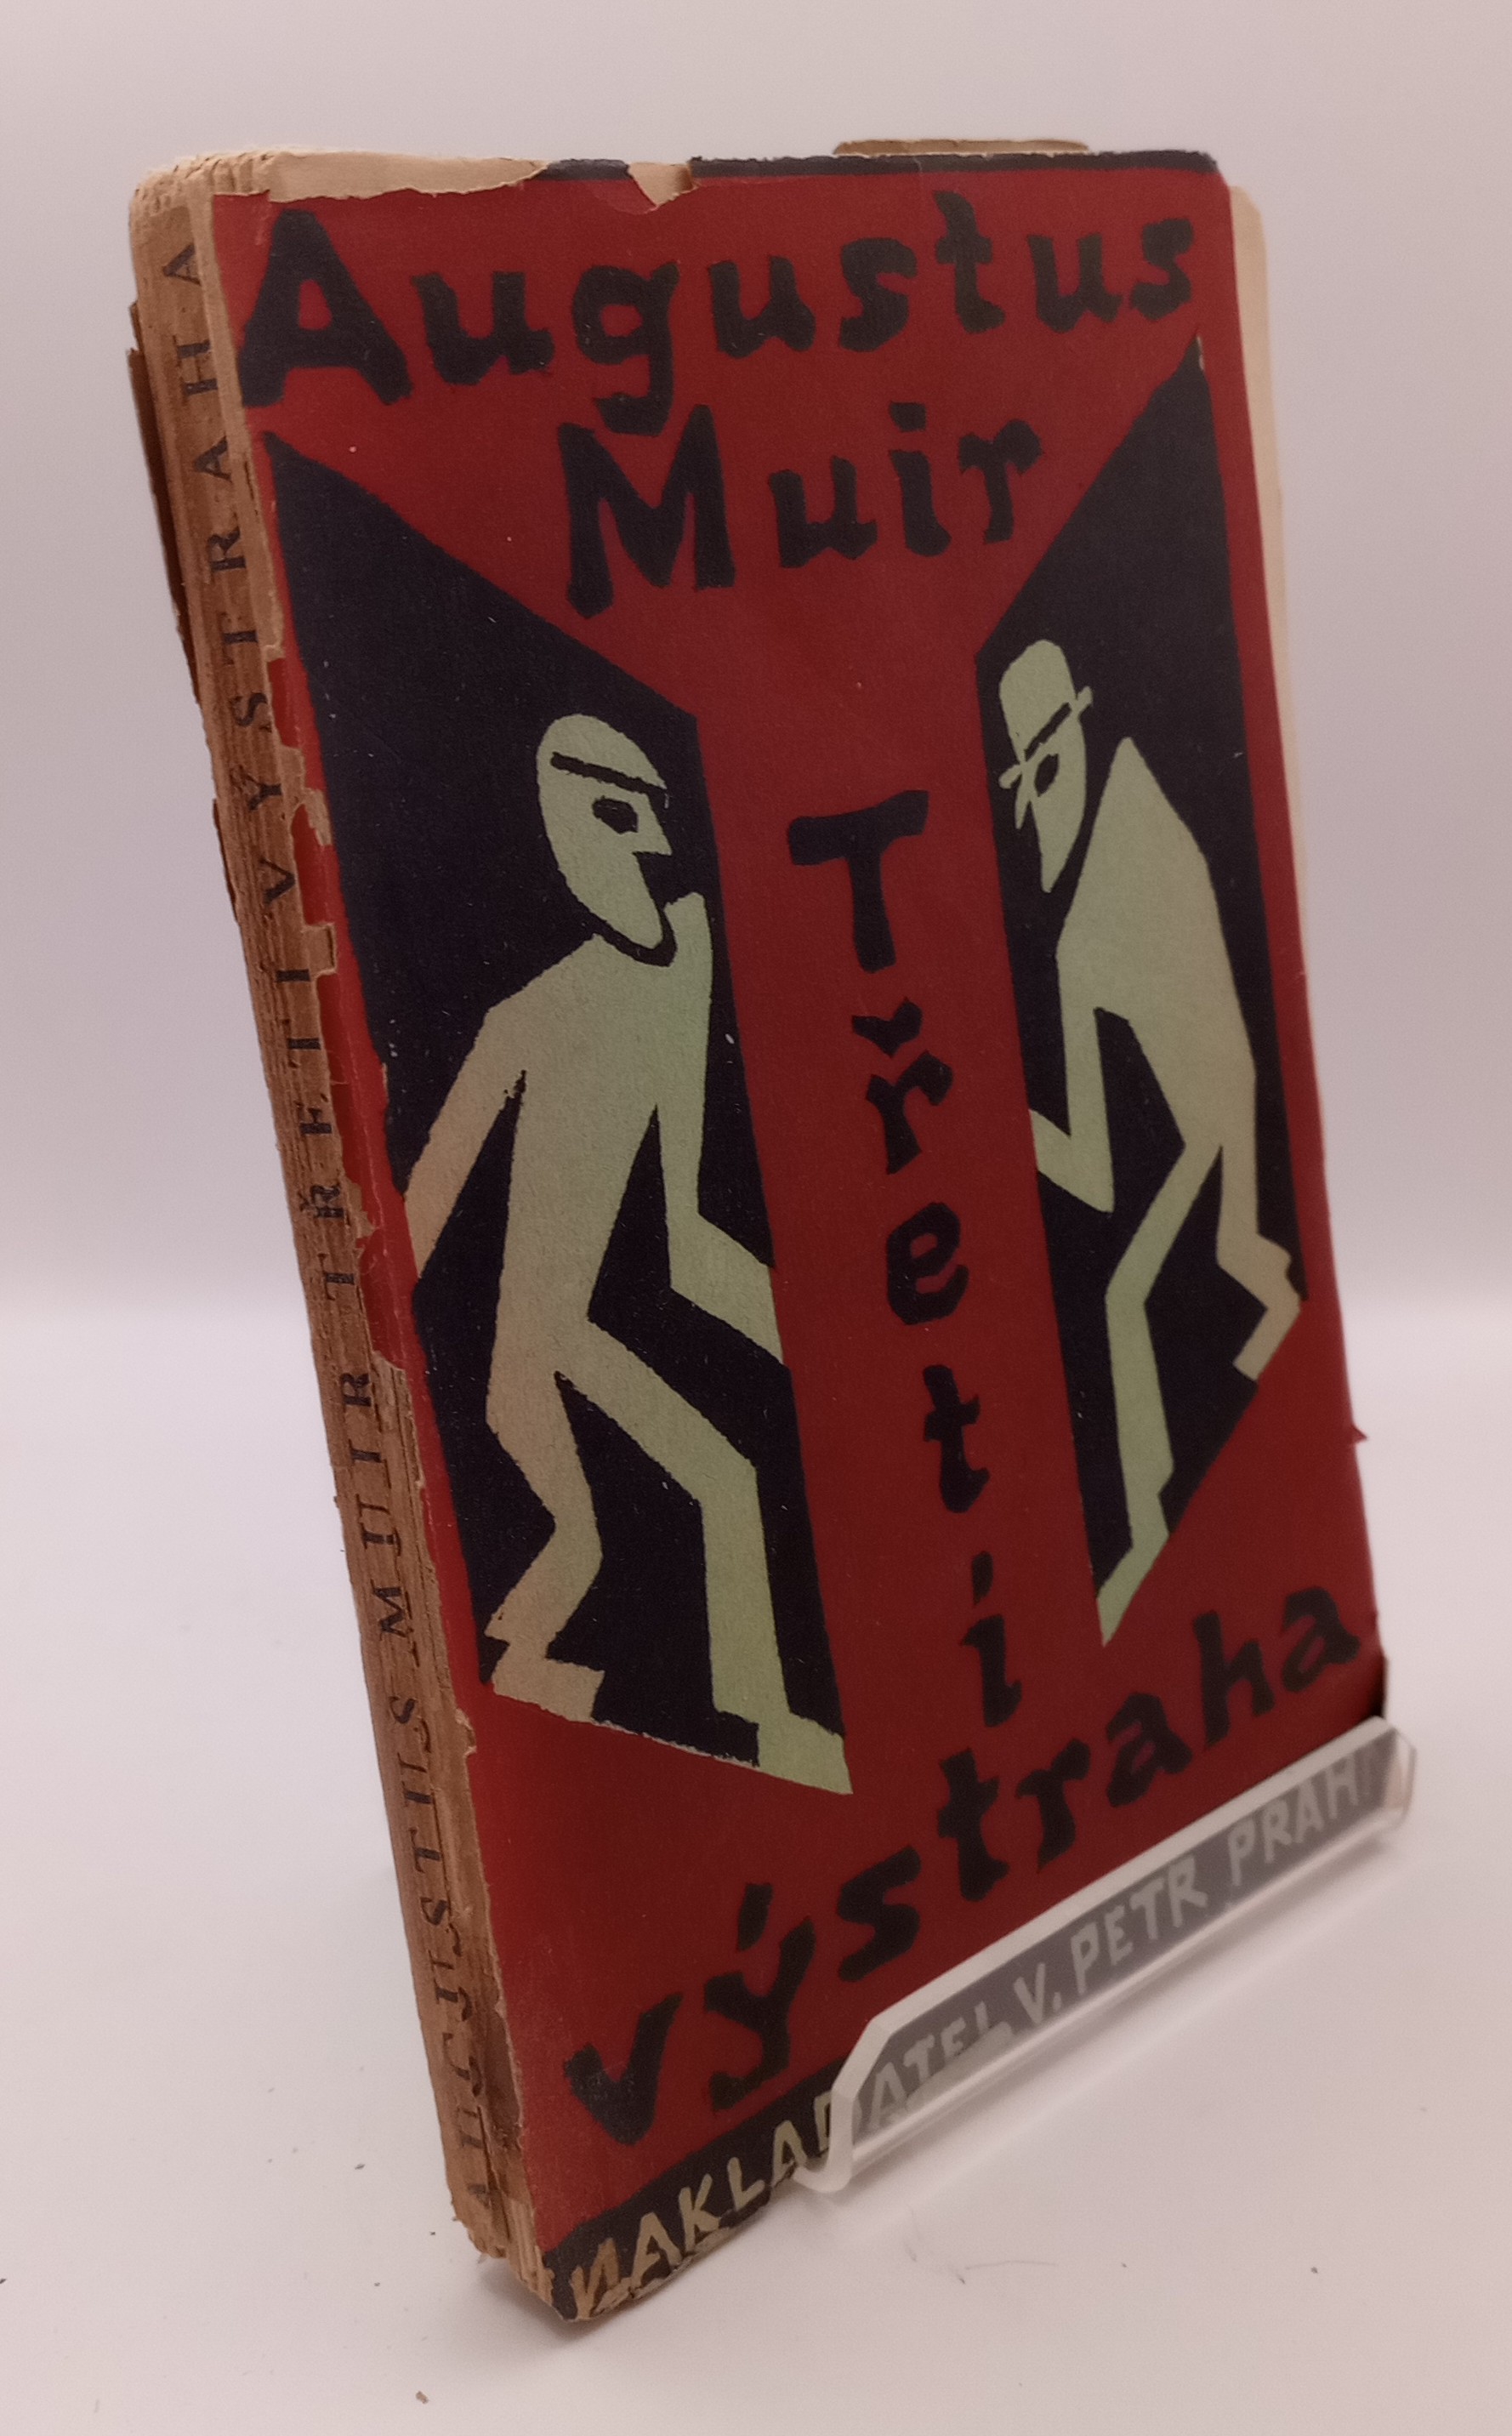 Augustus
Muir
Třetí
výstraha
NAKLADATEL V. PETR PRAH
AUGUSTUS MUIR TŘETÍ VÝSTRAHA